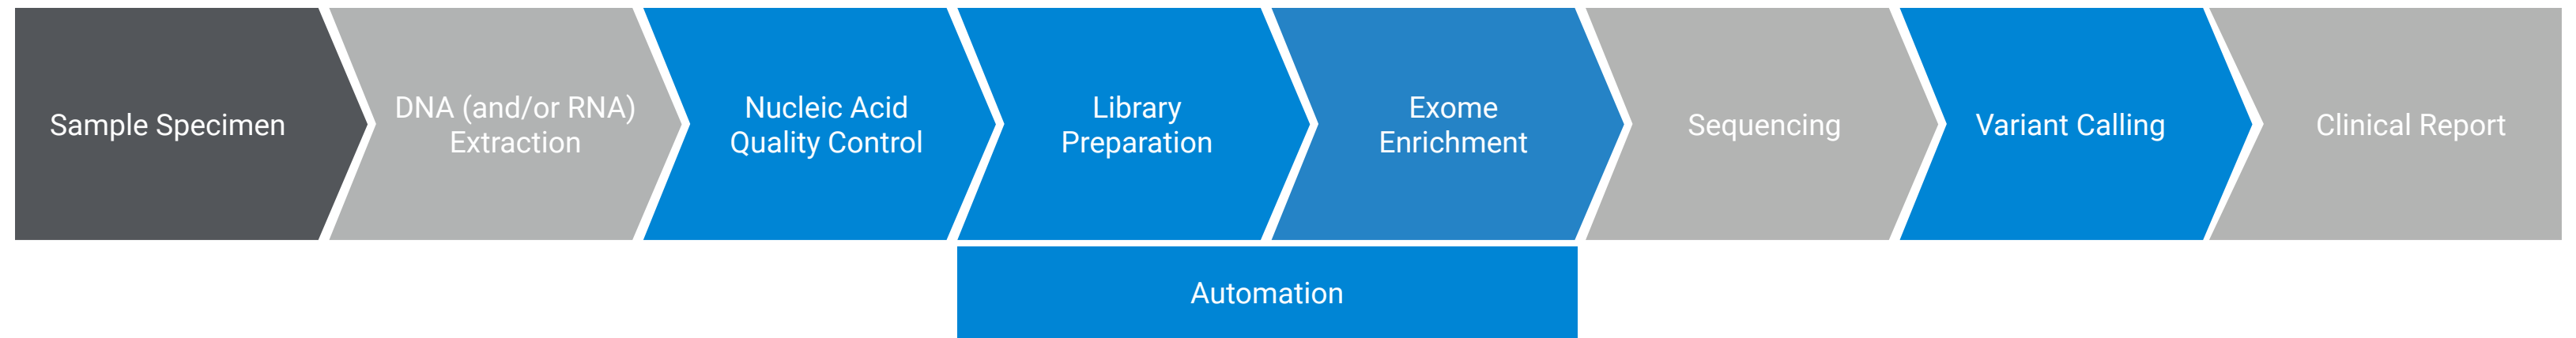 Sample Specimen
DNA (and/or RNA)
Extraction
Nucleic Acid
Quality Control
Library
Preparation
Exome
Enrichment
Sequencing
Variant Calling
Clinical Report
Automation